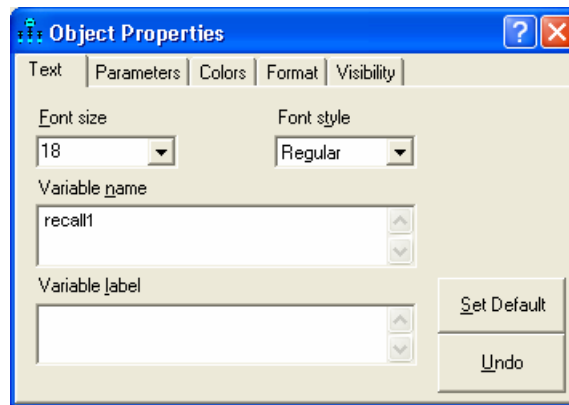 Object Properties
Text Parameters Colors Format Visibility
Font size Font style
18 Regular
Variable name
recall1
Variable label
Set Default
Undo